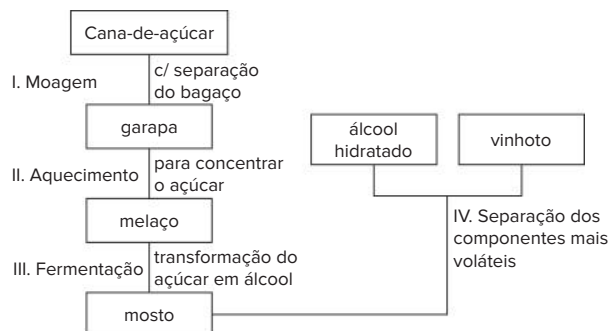 Cana-de-açúcar
I. Moagem
c/ separação
do bagaço
garapa
II. Aquecimento
para concentrar
o açúcar
melaço
III. Fermentação
transformação do
açúcar em álcool
mosto
álcool
hidratado
vinhoto
IV. Separação dos
componentes mais
voláteis